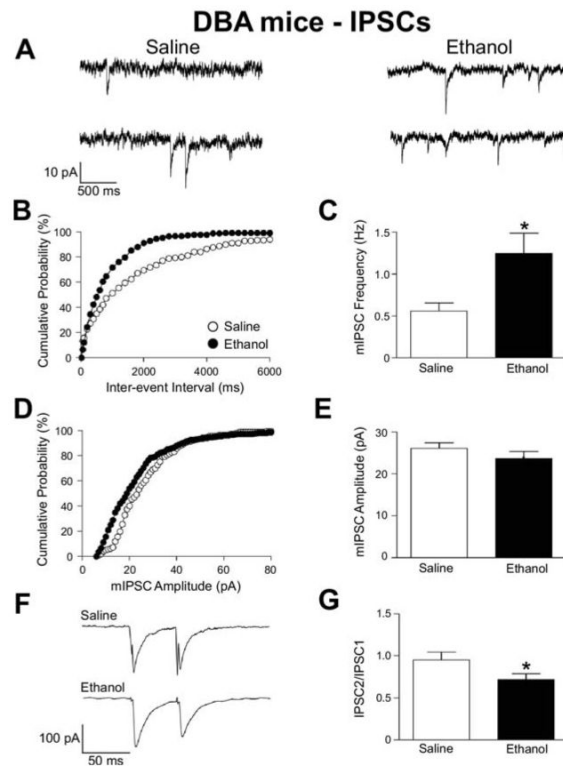 DBA mice - IPSCs
A
Saline
Ethanol
10 pA
500 ms
B
Cumulative Probability (%)
100
80
60
40
20
0
Saline
Ethanol
0
2000
4000
6000
Inter-event Interval (ms)
C
mIPSC Frequency (Hz)
1.5
1.0
0.5
0
*
Saline
Ethanol
D
Cumulative Probability (%)
100
80
60
40
20
0
0
20
40
60
80
mIPSC Amplitude (pA)
E
mIPSC Amplitude (pA)
30
20
10
0
Saline
Ethanol
F
Saline
Ethanol
100 pA
50 ms
G
IPSC2/IPSC1
1.5
1.0
0.5
0
*
Saline
Ethanol